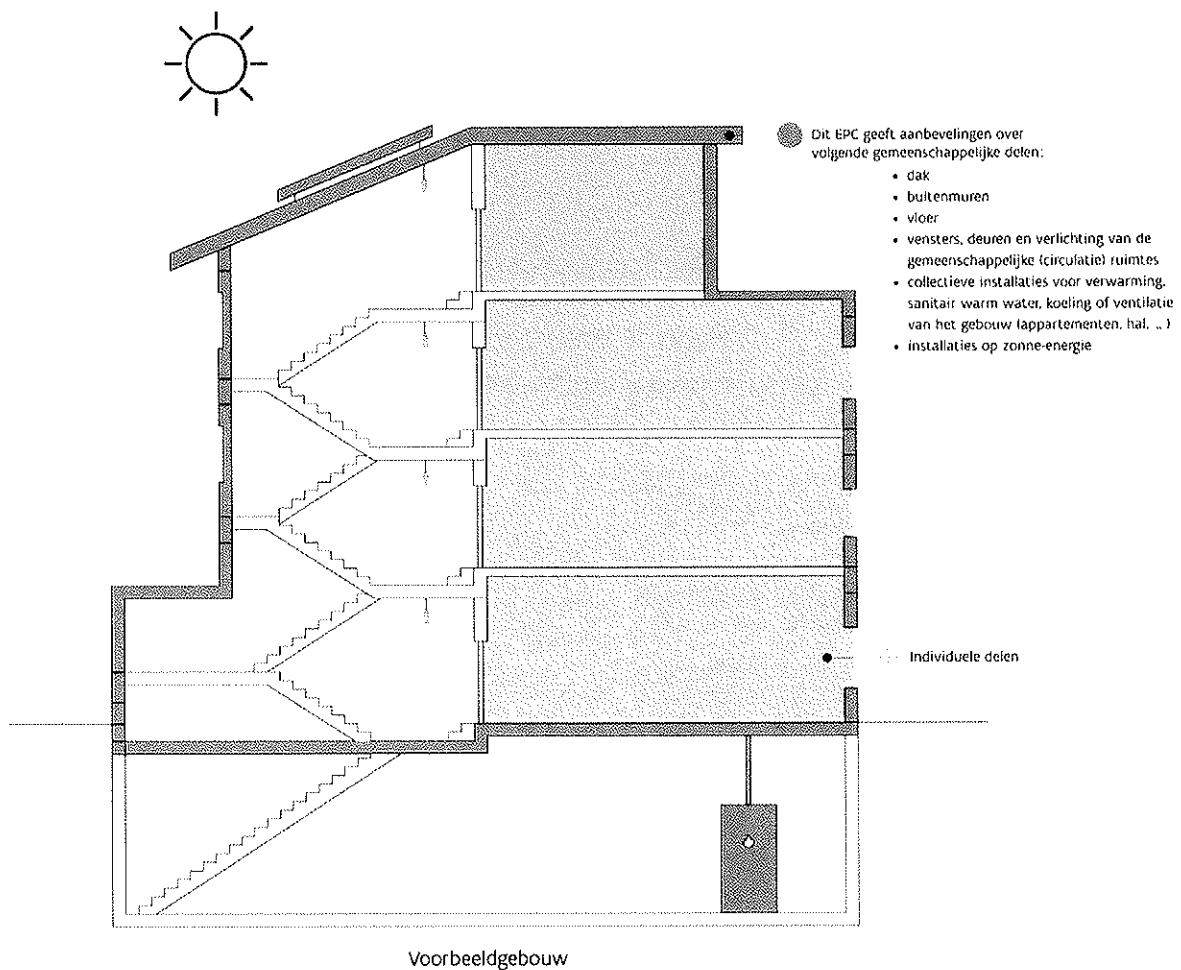 Dit EPC geeft aanbevelingen over
volgende gemeenschappelijke delen:
• dak
• buitenmuren
• vloer
• vensters, deuren en verlichting van de
gemeenschappelijke (circulatie) ruimtes
• collectieve installaties voor verwarming,
sanitair warm water, koeling of ventilatie
van het gebouw (appartementen, hal, ...)
• installaties op zonne-energie
Individuele delen
Voorbeeldgebouw